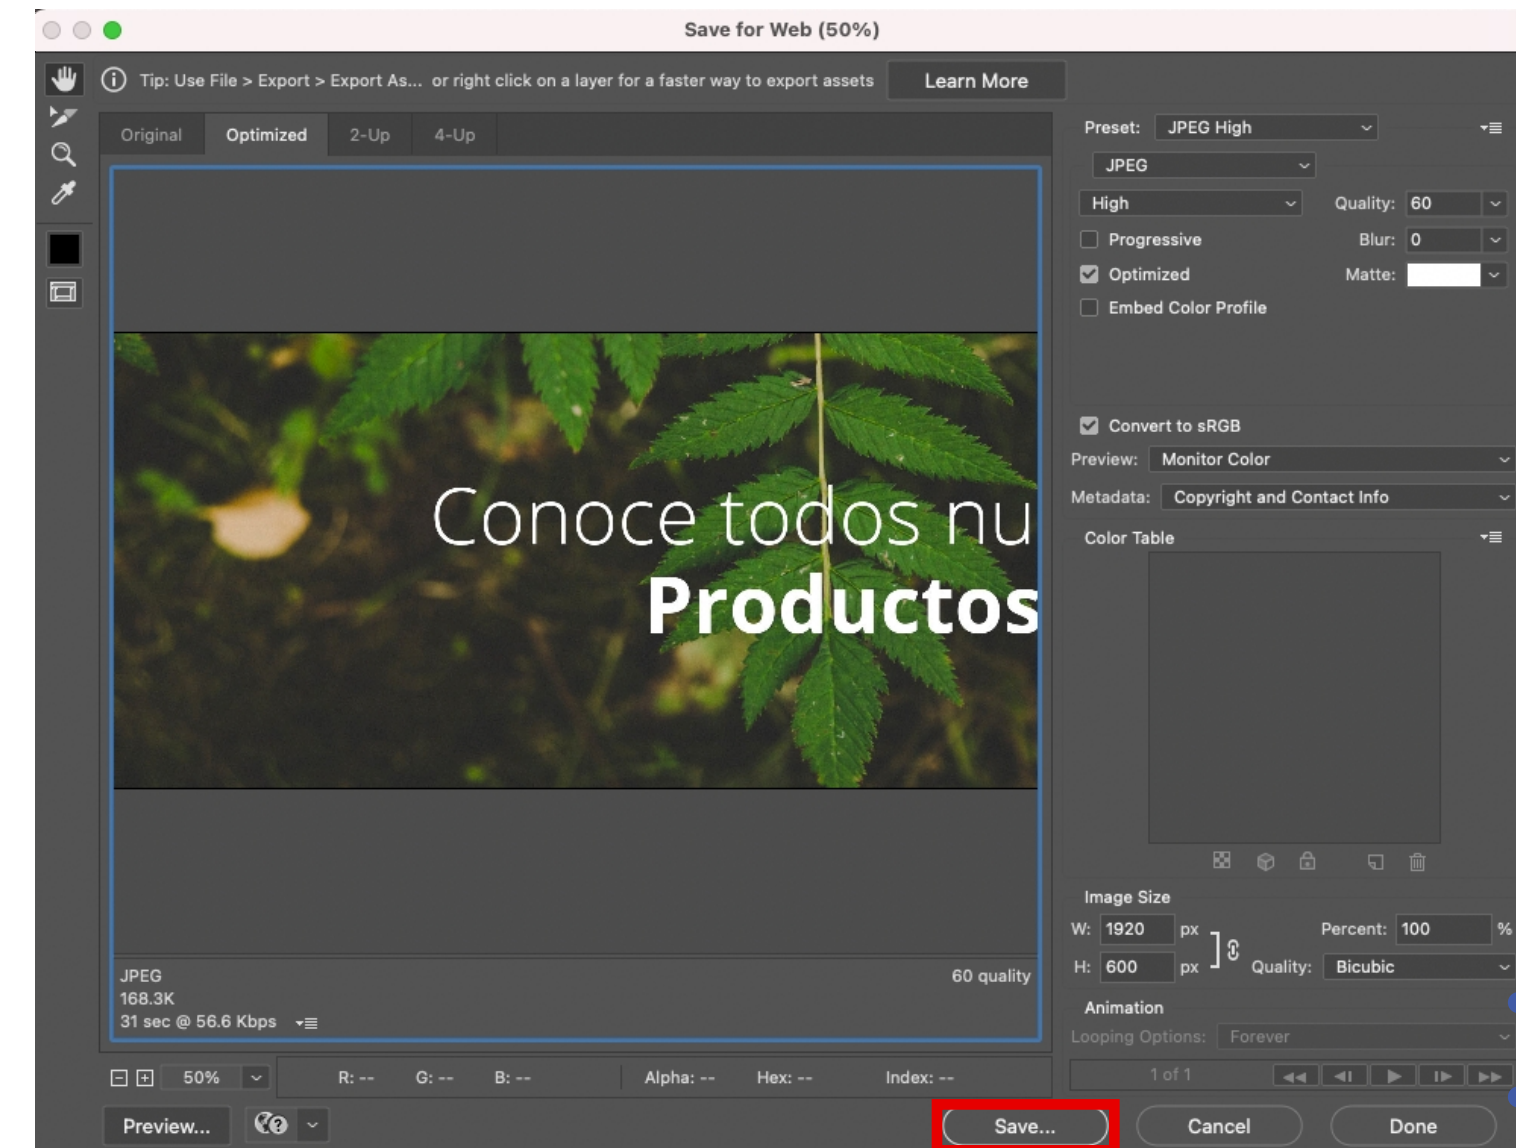 Save for Web (50%)
Tip: Use File > Export > Export As... or right click on a layer for a faster way to export assets
Learn More
Original
Optimized
2-Up
4-Up
Conoce todos nu
Productos
JPEG
60 quality
168.3K
31 sec @ 56.6 Kbps
Preset: JPEG High
JPEG
High
Quality: 60
Progressive
Blur: 0
Optimized
Matte:
Embed Color Profile
Convert to sRGB
Preview: Monitor Color
Metadata: Copyright and Contact Info
Color Table
Image Size
W: 1920 px
Percent: 100 %
H: 600 px
Quality: Bicubic
Animation
Looping Options: Forever
1 of 1
50%
R: --
G: --
B: --
Alpha: --
Hex: --
Index: --
Preview...
Save...
Cancel
Done